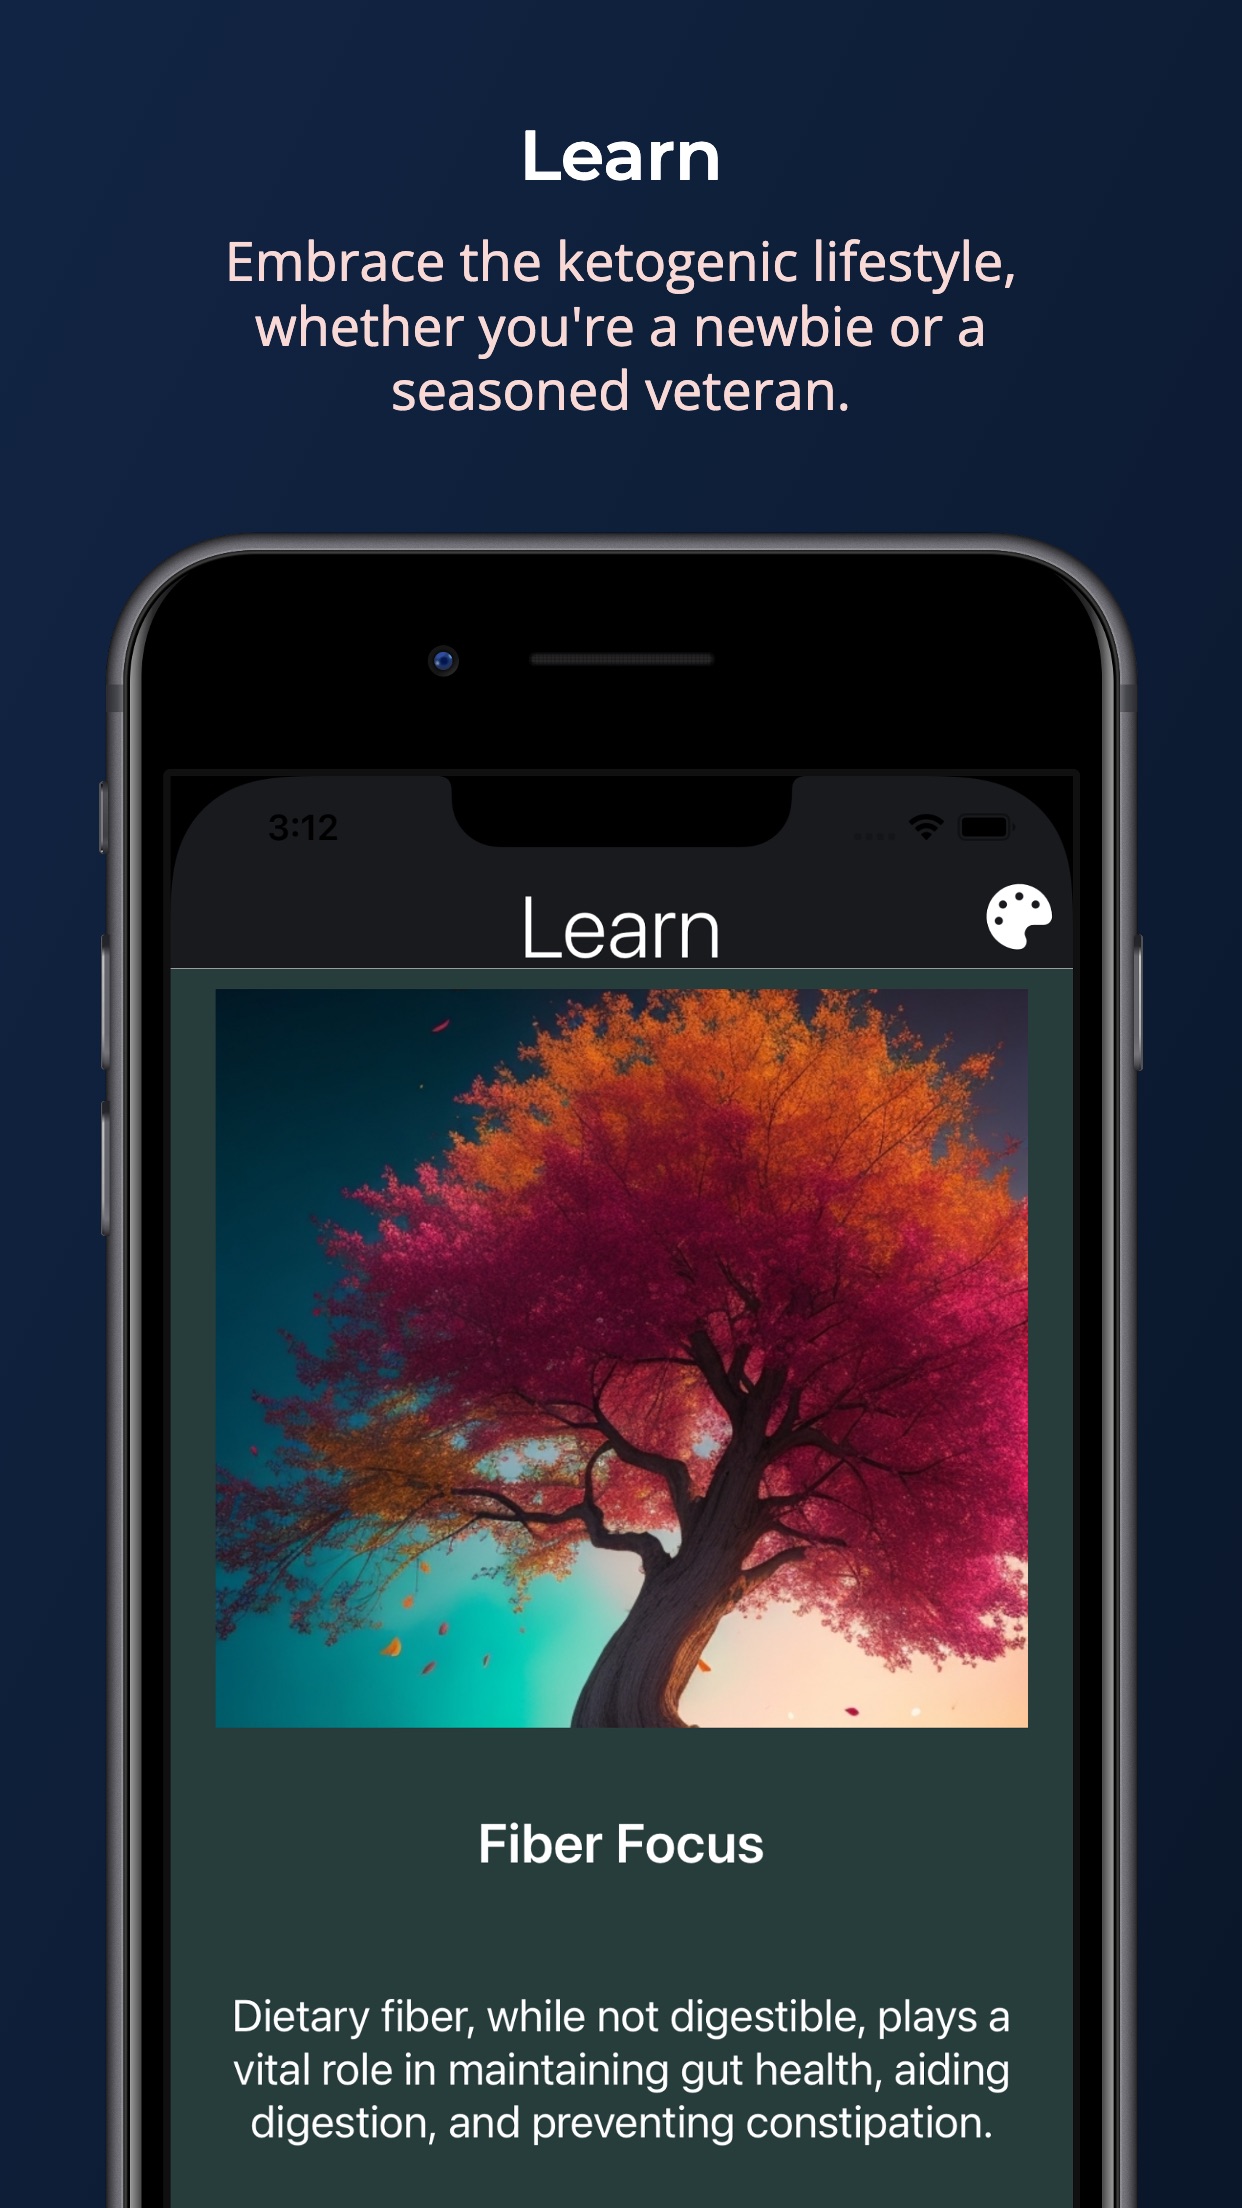 Learn
Embrace the ketogenic lifestyle,
whether you're a newbie or a
seasoned veteran.
3:12
Learn
Fiber Focus
Dietary fiber, while not digestible, plays a
vital role in maintaining gut health, aiding
digestion, and preventing constipation.